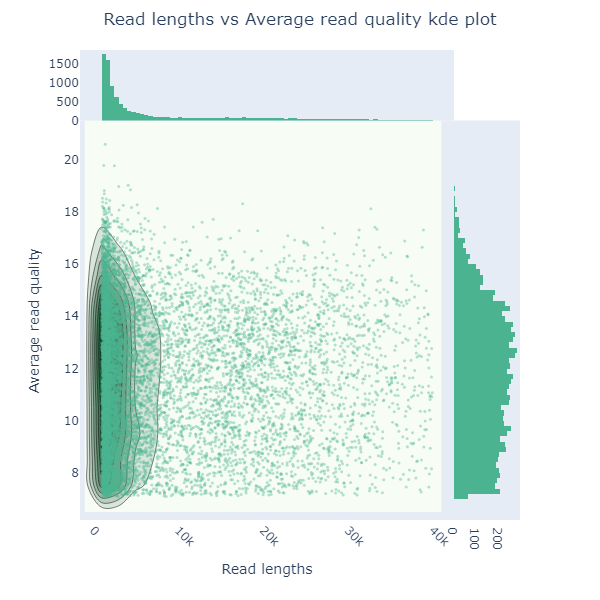 Read lengths vs Average read quality kde plot
1500
1000
500
0
20
18
16
14
12
10
8
Average read quality
0
10k
20k
30k
40k
0
100
200
Read lengths